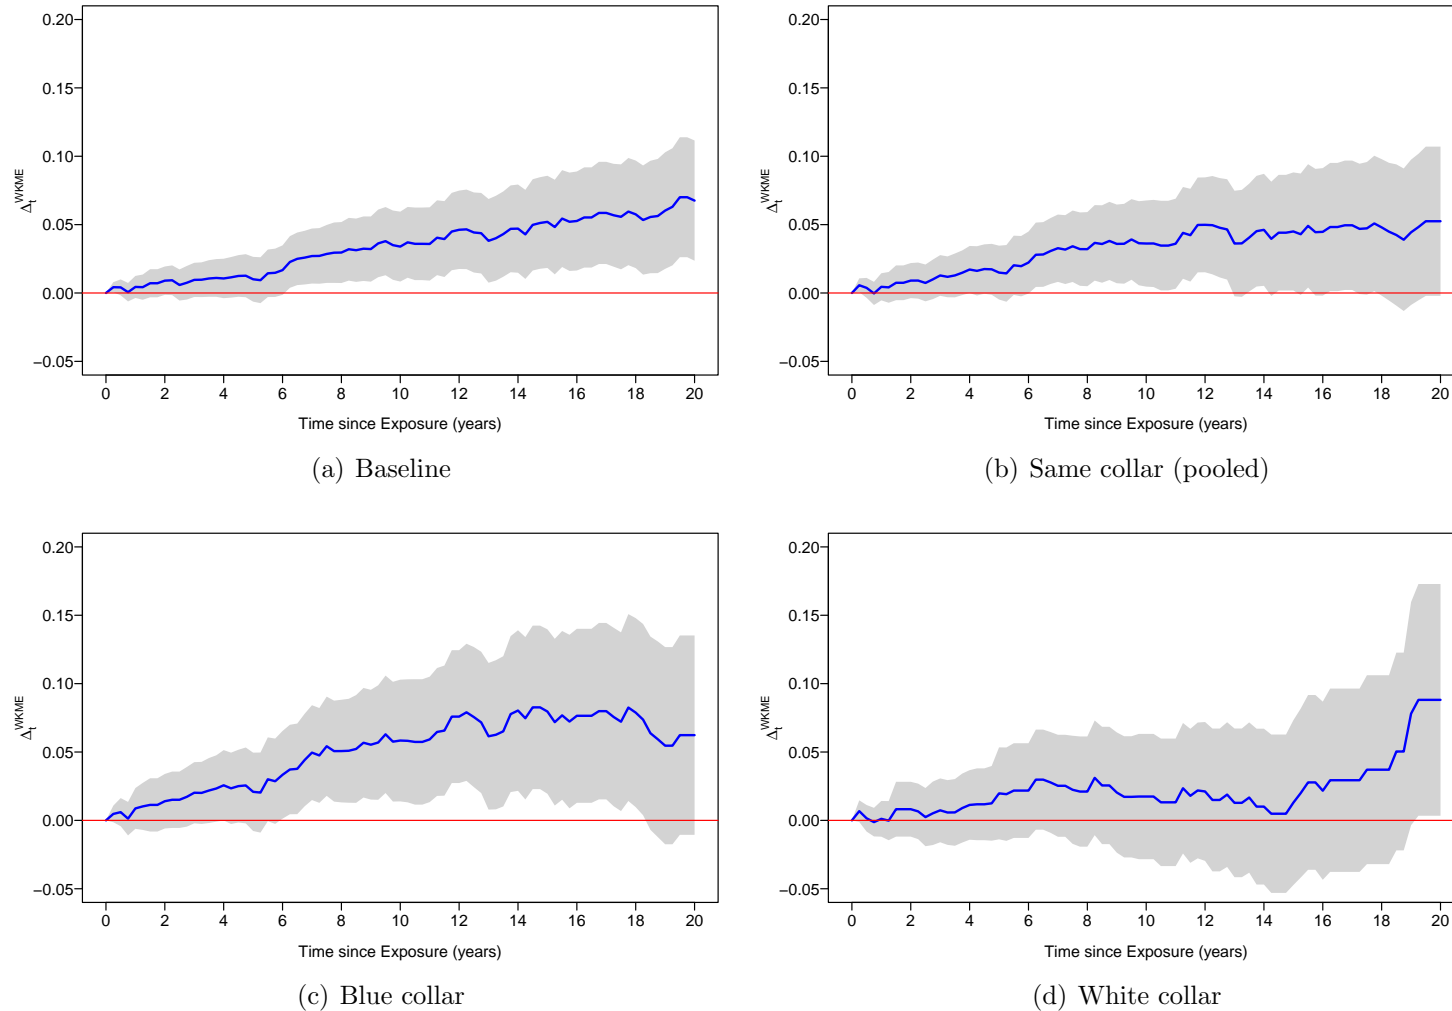 0.20
0.15
0.10
0.05
0.00
−0.05
Δt WKME
0 2 4 6 8 10 12 14 16 18 20
Time since Exposure (years)
(a) Baseline
0.20
0.15
0.10
0.05
0.00
−0.05
Δt WKME
0 2 4 6 8 10 12 14 16 18 20
Time since Exposure (years)
(b) Same collar (pooled)
0.20
0.15
0.10
0.05
0.00
−0.05
Δt WKME
0 2 4 6 8 10 12 14 16 18 20
Time since Exposure (years)
(c) Blue collar
0.20
0.15
0.10
0.05
0.00
−0.05
Δt WKME
0 2 4 6 8 10 12 14 16 18 20
Time since Exposure (years)
(d) White collar